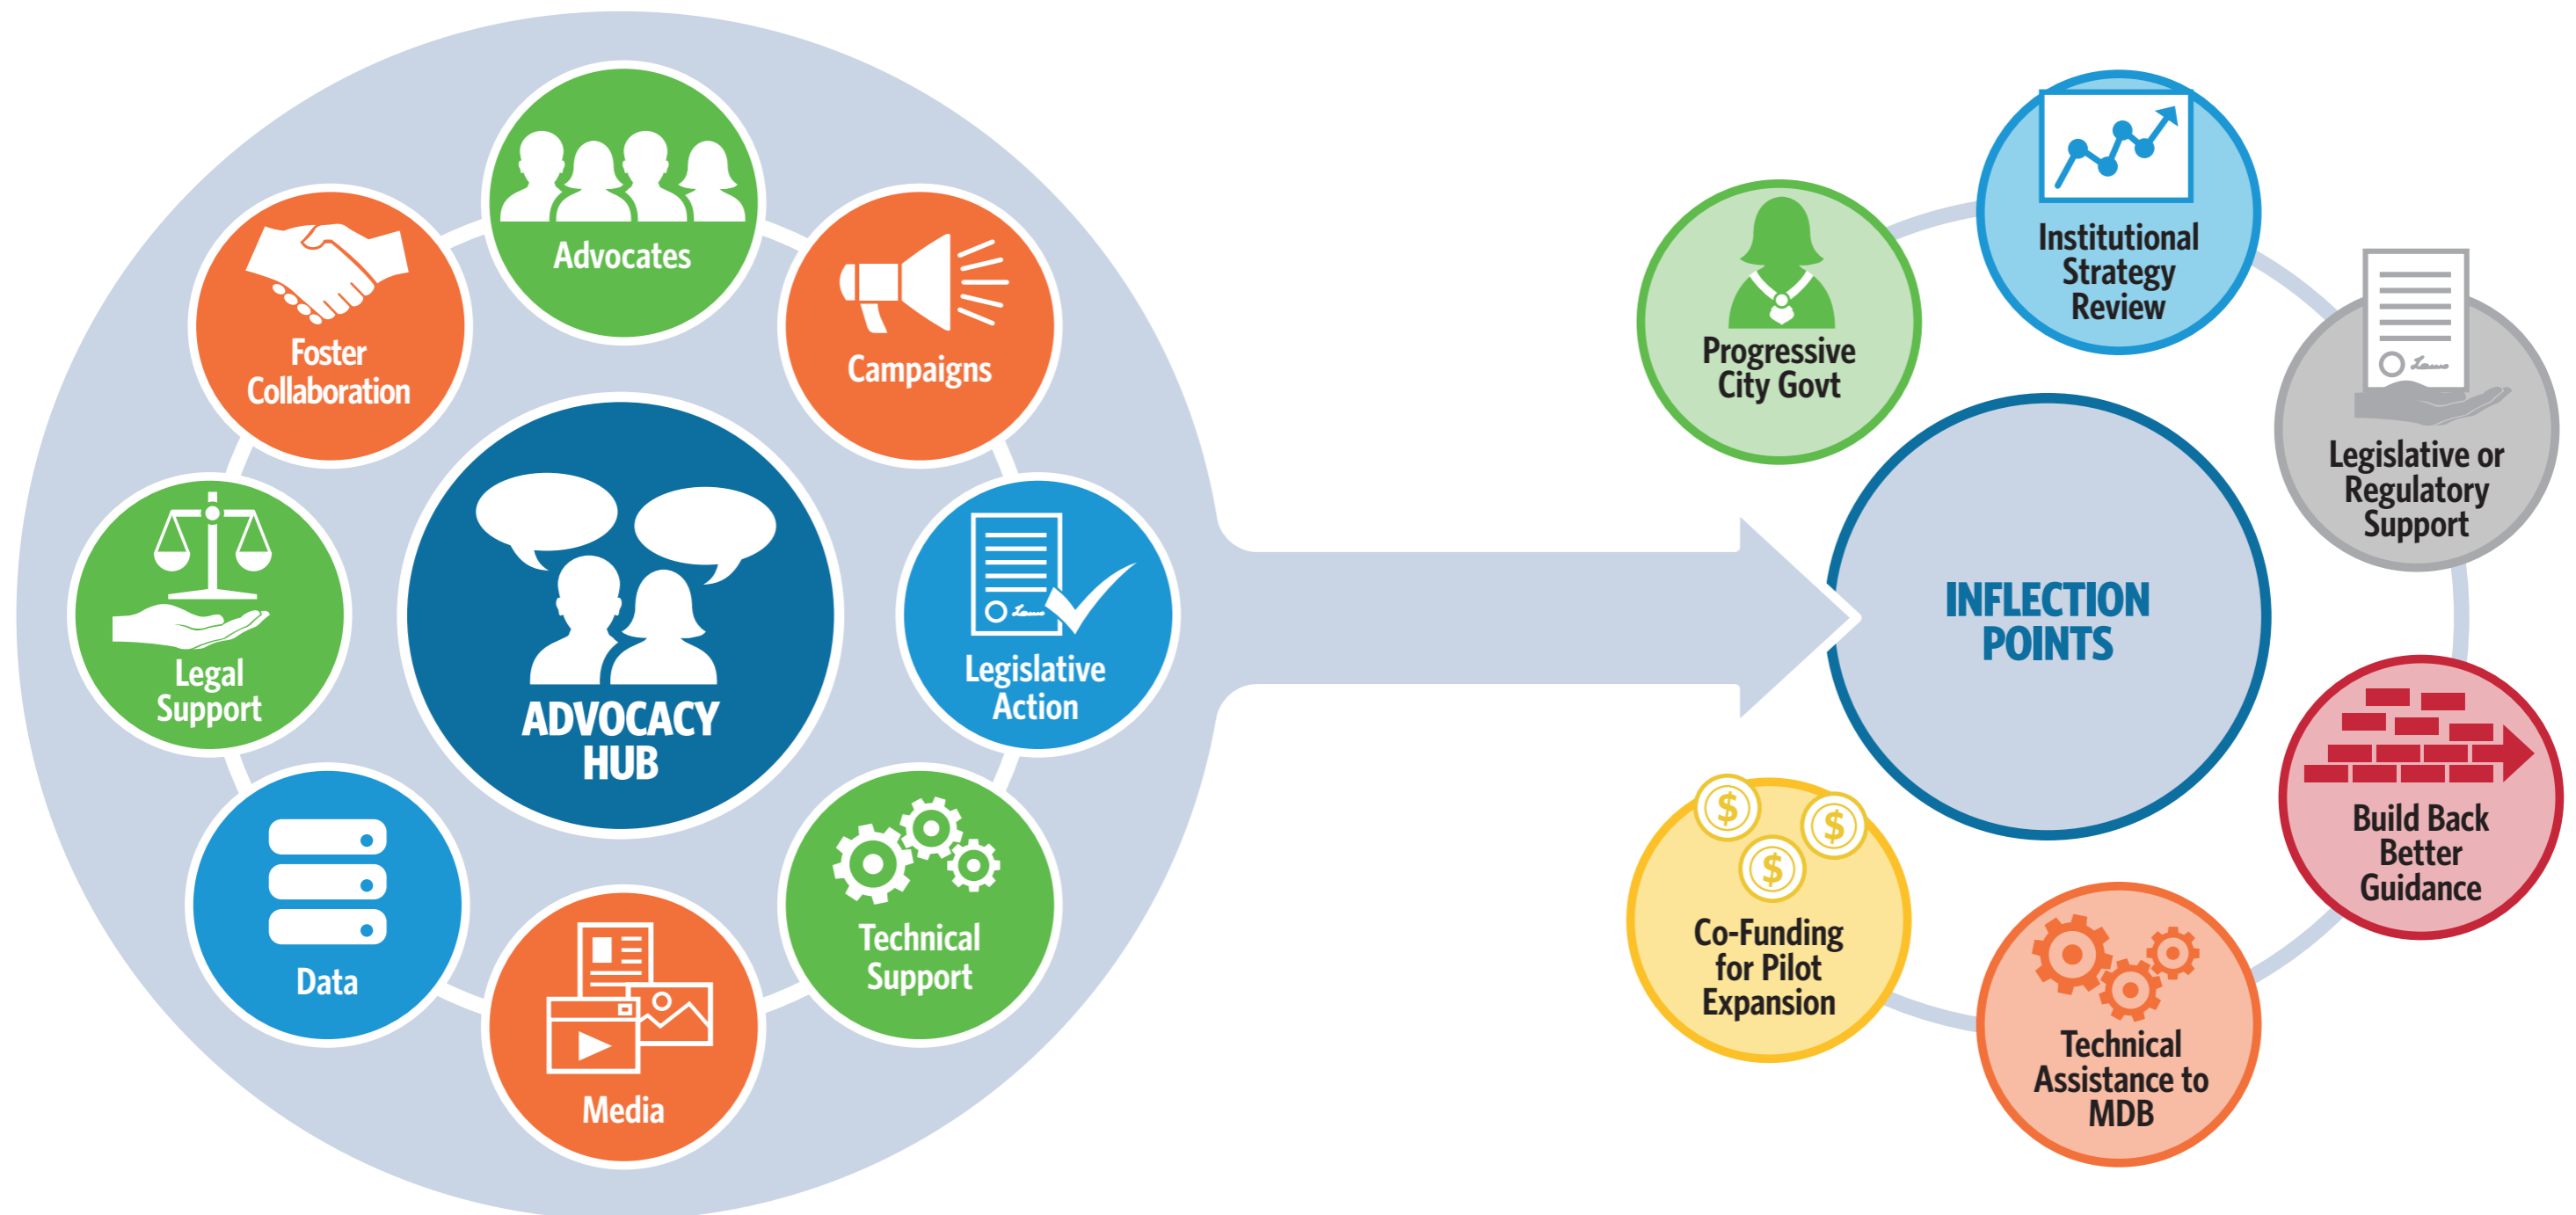 Advocates
Campaigns
Legislative
Action
Technical
Support
Media
Data
Legal
Support
Foster
Collaboration
ADVOCACY
HUB
INFLECTION
POINTS
Progressive
City Govt
Institutional
Strategy
Review
Legislative or
Regulatory
Support
Build Back
Better
Guidance
Technical
Assistance to
MDB
$
$
$
Co-Funding
for Pilot
Expansion